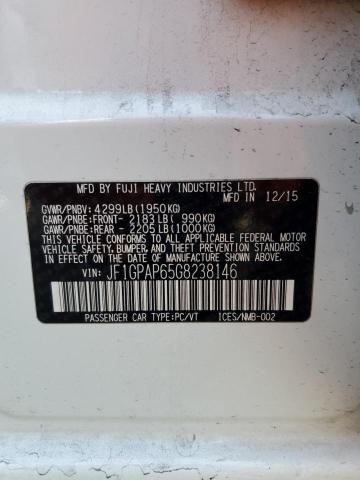 MFD BY FUJI HEAVY INDUSTRIES LTD.
MFD IN 12/15
GVWR/PNBV: 4299LB(1950KG)
GAWR/PNBE:FRONT- 2183LB( 990KG)
GAWR/PNBE:REAR - 2205LB(1000KG)
THIS VEHICLE CONFORMS TO ALL APPLICABLE FEDERAL MOTOR
VEHICLE SAFETY, BUMPER, AND THEFT PREVENTION STANDARDS
IN EFFECT ON THE DATE OF MANUFACTURE SHOWN ABOVE.
VIN: JF1GPAP65G8238146
PASSENGER CAR TYPE:PC/VT ICES/NMB-002